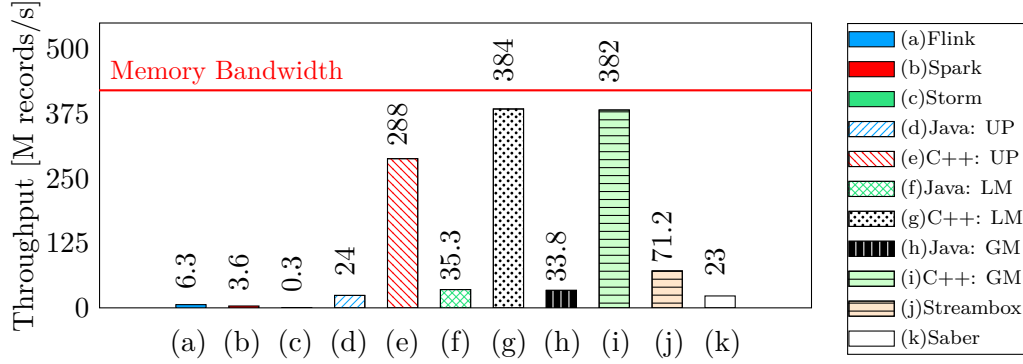 Throughput [M records/s]
500
375
250
125
0
Memory Bandwidth
6.3
3.6
0.3
24
288
35.3
384
33.8
382
71.2
23
(a) (b) (c) (d) (e) (f) (g) (h) (i) (j) (k)
(a)Flink
(b)Spark
(c)Storm
(d)Java: UP
(e)C++: UP
(f)Java: LM
(g)C++: LM
(h)Java: GM
(i)C++: GM
(j)Streambox
(k)Saber